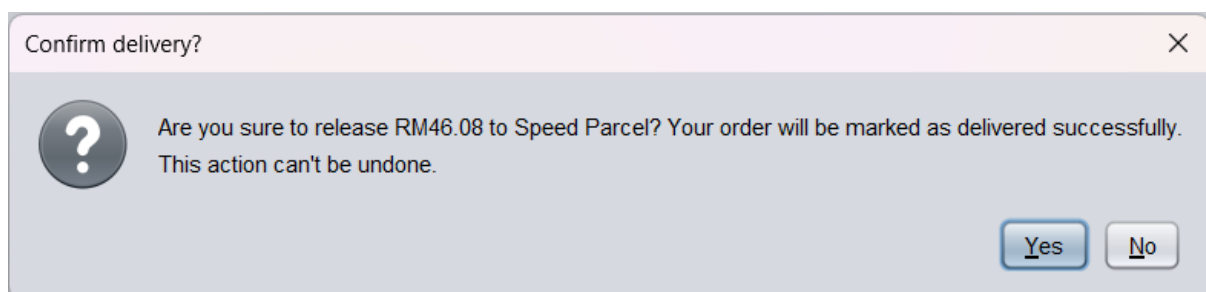 Confirm delivery?
Are you sure to release RM46.08 to Speed Parcel? Your order will be marked as delivered successfully.
This action can't be undone.
Yes No